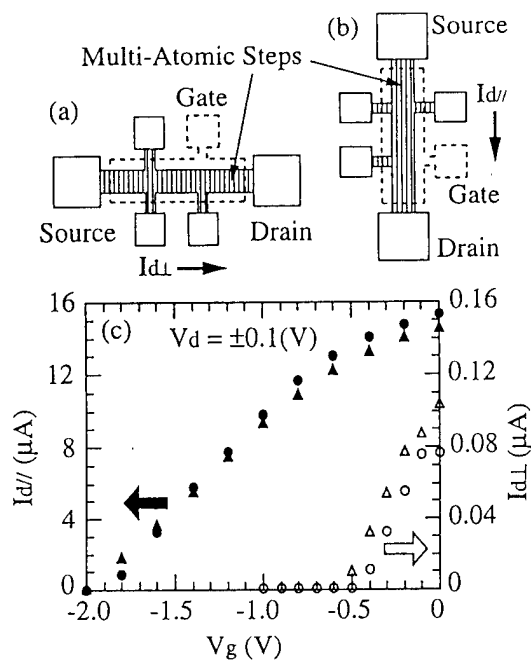 (a)
Multi-Atomic Steps
Gate
Source
Drain
Id⊥
(b)
Source
Id//
Gate
Drain
(c)
Vd = ±0.1(V)
Id// (µA)
16
12
8
4
0
Id⊥ (µA)
0.16
0.12
0.08
0.04
0
-2.0
-1.5
-1.0
-0.5
0
Vg (V)